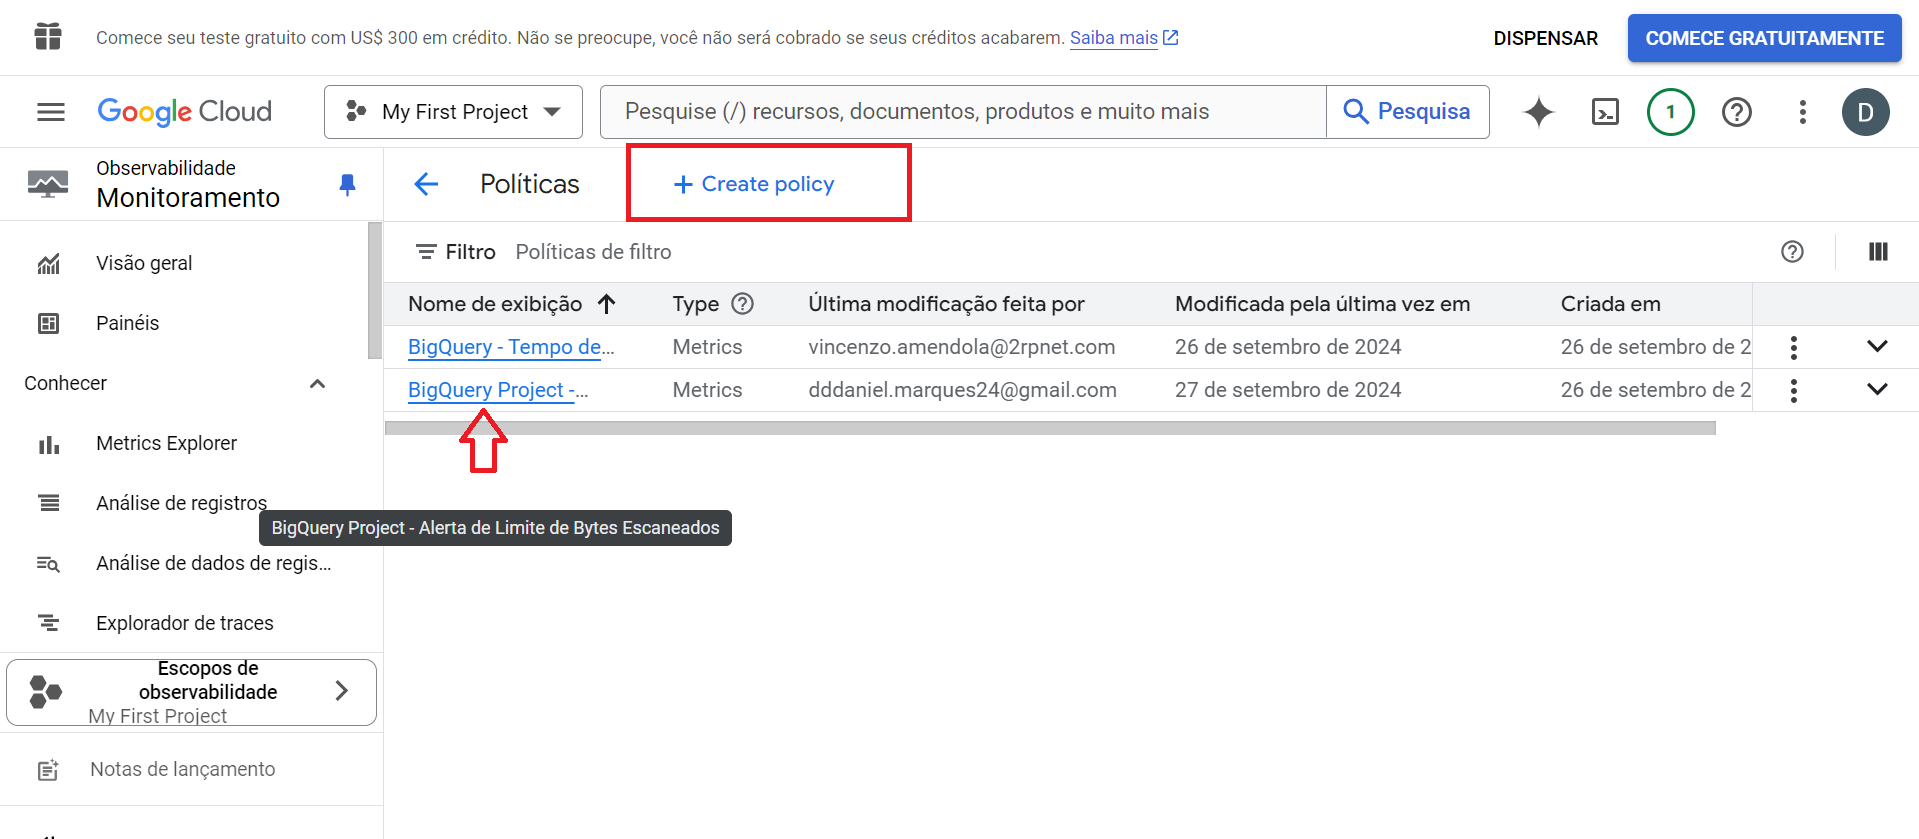 Comece seu teste gratuito com US$ 300 em crédito. Não se preocupe, você não será cobrado se seus créditos acabarem. Saiba mais
DISPENSAR
COMECE GRATUITAMENTE
Google Cloud
My First Project
Pesquise (/) recursos, documentos, produtos e muito mais
Pesquisa
1
D
Observabilidade
Monitoramento
Políticas
+ Create policy
Visão geral
Painéis
Conhecer
Metrics Explorer
Análise de registros
Análise de dados de regis...
Explorador de traces
Escopos de
observabilidade
My First Project
Notas de lançamento
Filtro Políticas de filtro
Nome de exibição Type Última modificação feita por Modificada pela última vez em Criada em
BigQuery - Tempo de... Metrics vincenzo.amendola@2rpnet.com 26 de setembro de 2024 26 de setembro de 2
BigQuery Project -... Metrics dddaniel.marques24@gmail.com 27 de setembro de 2024 26 de setembro de 2
BigQuery Project - Alerta de Limite de Bytes Escaneados